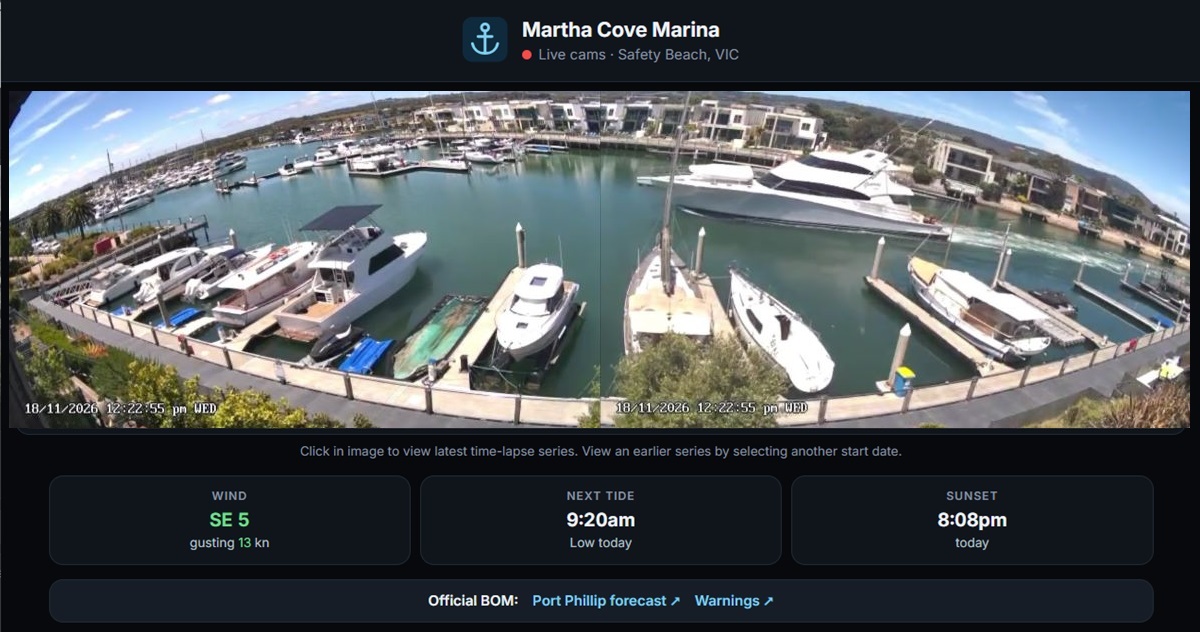 Martha Cove Marina
Live cams · Safety Beach, VIC
18/11/2026 12:22:55 pm WED
18/11/2026 12:22:55 pm WED
Click in image to view latest time-lapse series. View an earlier series by selecting another start date.
WIND
SE 5
gusting 13 kn
NEXT TIDE
9:20am
Low today
SUNSET
8:08pm
today
Official BOM: Port Phillip forecast ↗ Warnings ↗